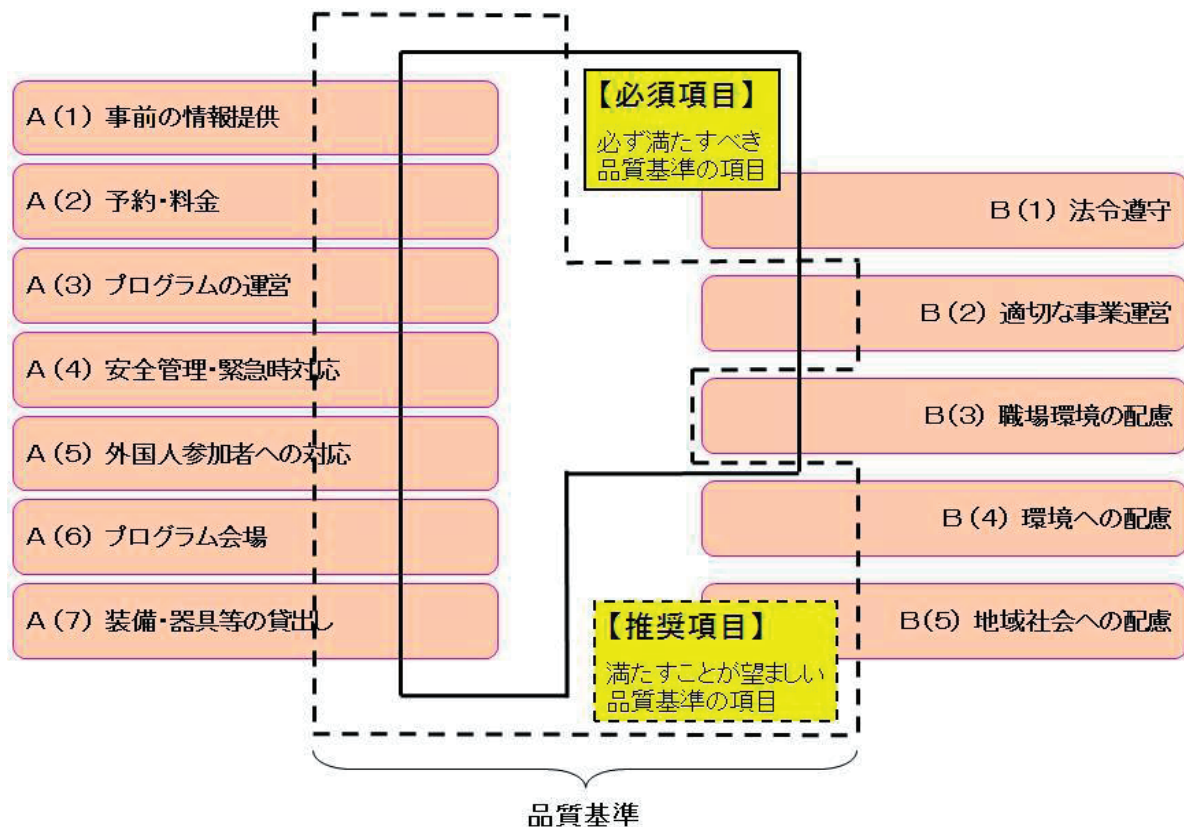 A(1) 事前の情報提供
A(2) 予約・料金
A(3) プログラムの運営
A(4) 安全管理・緊急時対応
A(5) 外国人参加者への対応
A(6) プログラム会場
A(7) 装備・器具等の貸出し
【必須項目】
必ず満たすべき
品質基準の項目
B(1) 法令遵守
B(2) 適切な事業運営
B(3) 職場環境の配慮
B(4) 環境への配慮
B(5) 地域社会への配慮
【推奨項目】
満たすことが望ましい
品質基準の項目
品質基準